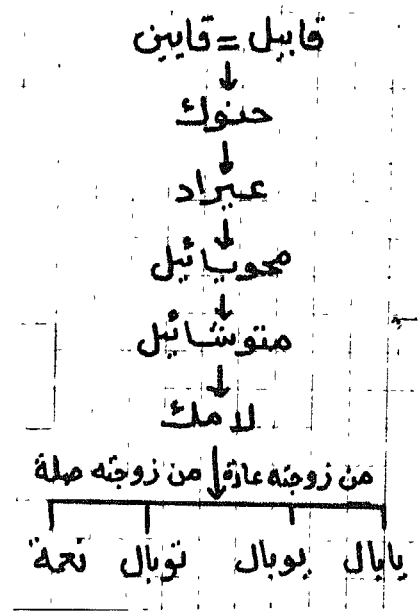 قابيل = قايين
حنوك
عيراد
محويائيل
متوشائيل
لامك
من زوجته عادة من زوجته صلة
يابال يوبال توبال نعمة